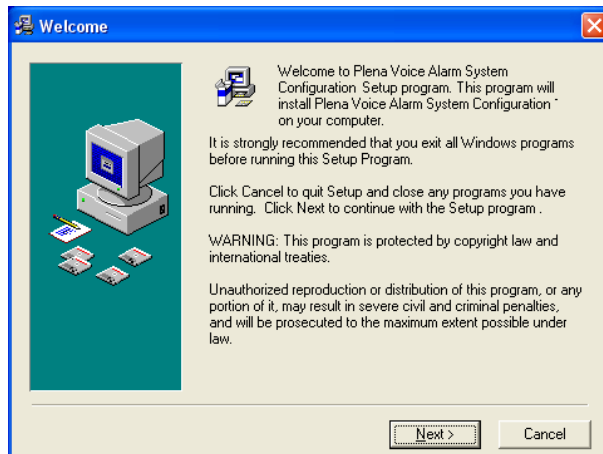 Welcome
Welcome to Plena Voice Alarm System
Configuration Setup program. This program will
install Plena Voice Alarm System Configuration
on your computer.
It is strongly recommended that you exit all Windows programs
before running this Setup Program.
Click Cancel to quit Setup and close any programs you have
running. Click Next to continue with the Setup program .
WARNING: This program is protected by copyright law and
international treaties.
Unauthorized reproduction or distribution of this program, or any
portion of it, may result in severe civil and criminal penalties,
and will be prosecuted to the maximum extent possible under
law.
Next >
Cancel